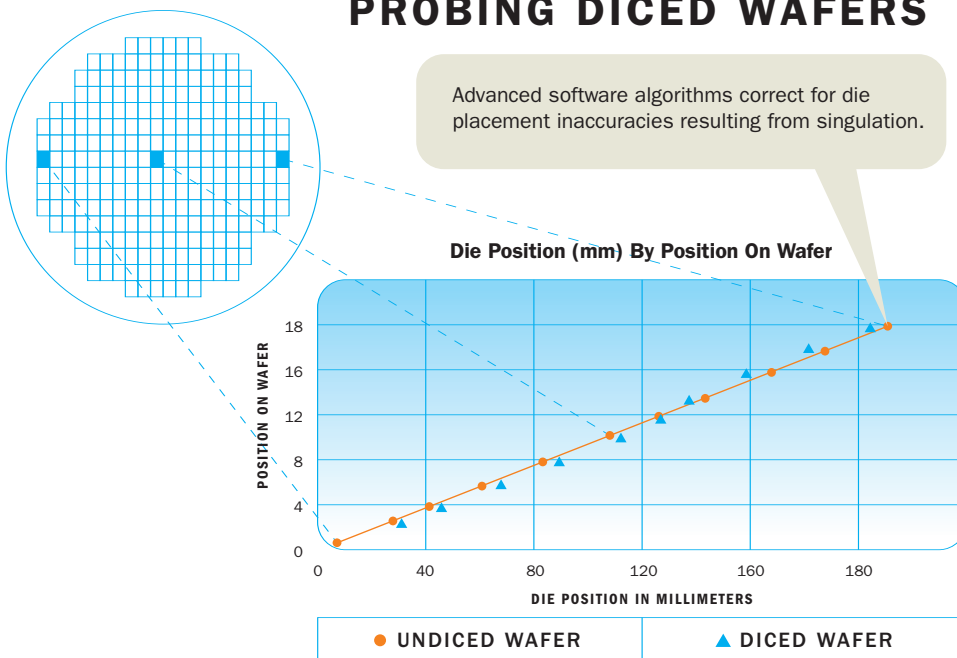 PROBING DICED WAFERS
Advanced software algorithms correct for die
placement inaccuracies resulting from singulation.
Die Position (mm) By Position On Wafer
POSITION ON WAFER
18
16
12
8
4
0
0 40 80 120 160 180
DIE POSITION IN MILLIMETERS
UNDICED WAFER
DICED WAFER